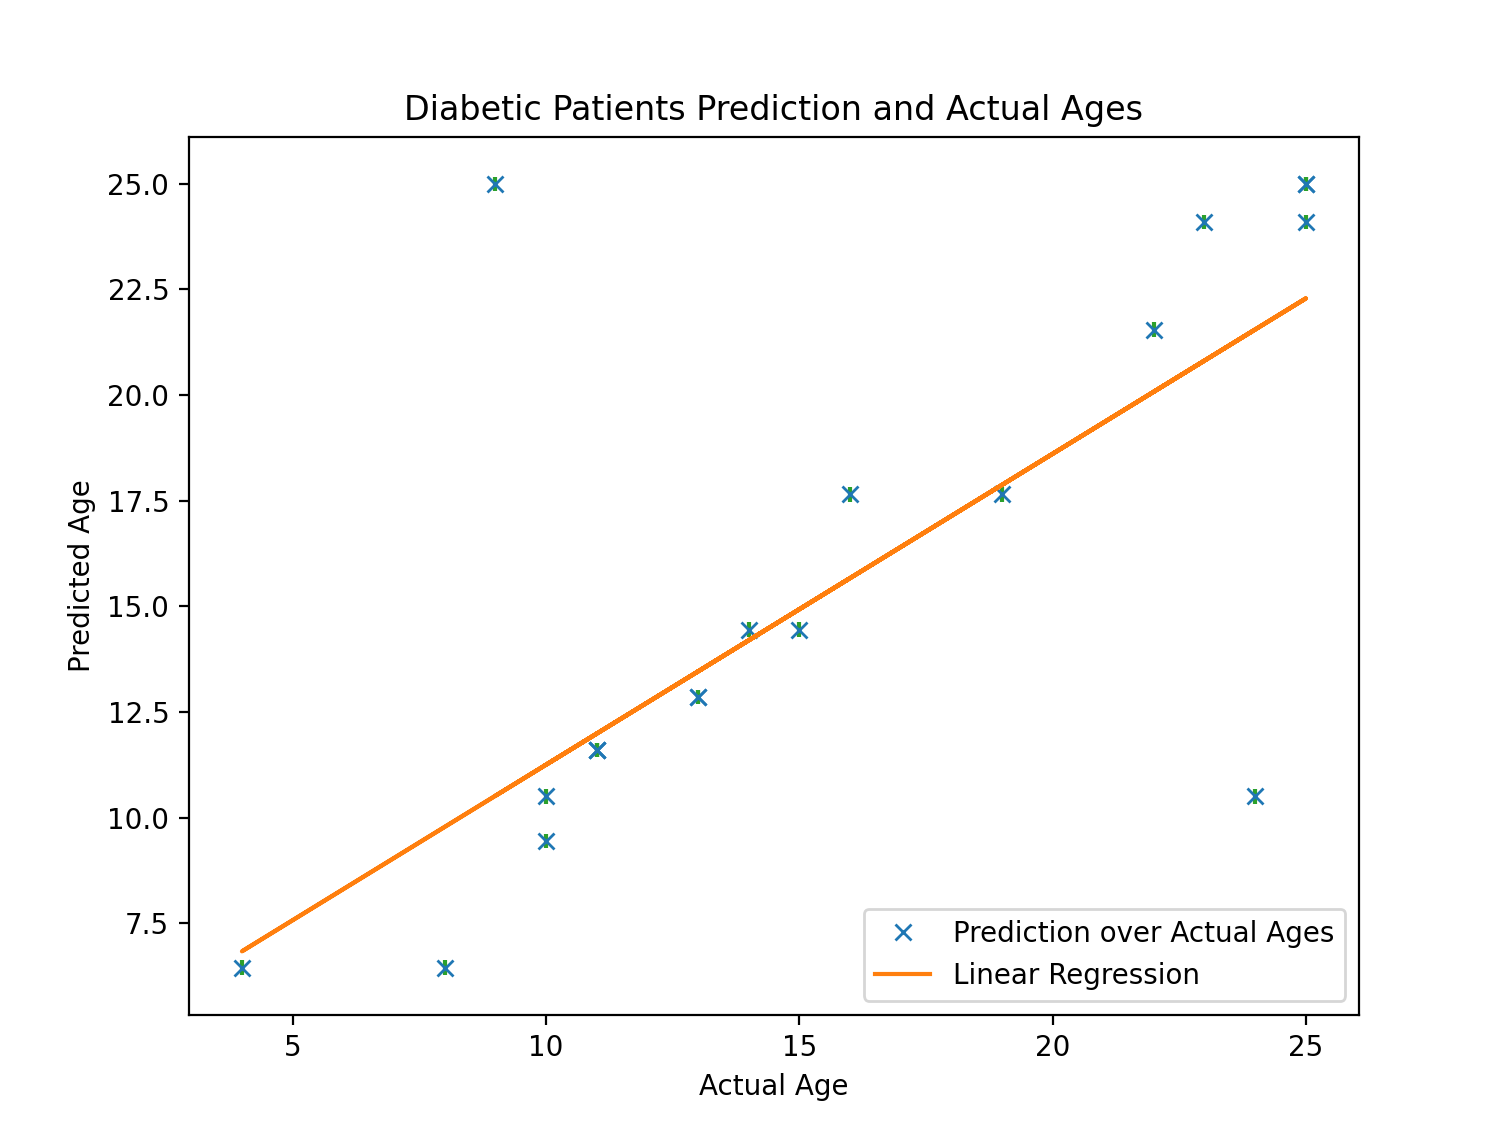 Diabetic Patients Prediction and Actual Ages
25.0
22.5
20.0
17.5
15.0
12.5
10.0
7.5
Predicted Age
5
10
15
20
25
Actual Age
Prediction over Actual Ages
Linear Regression